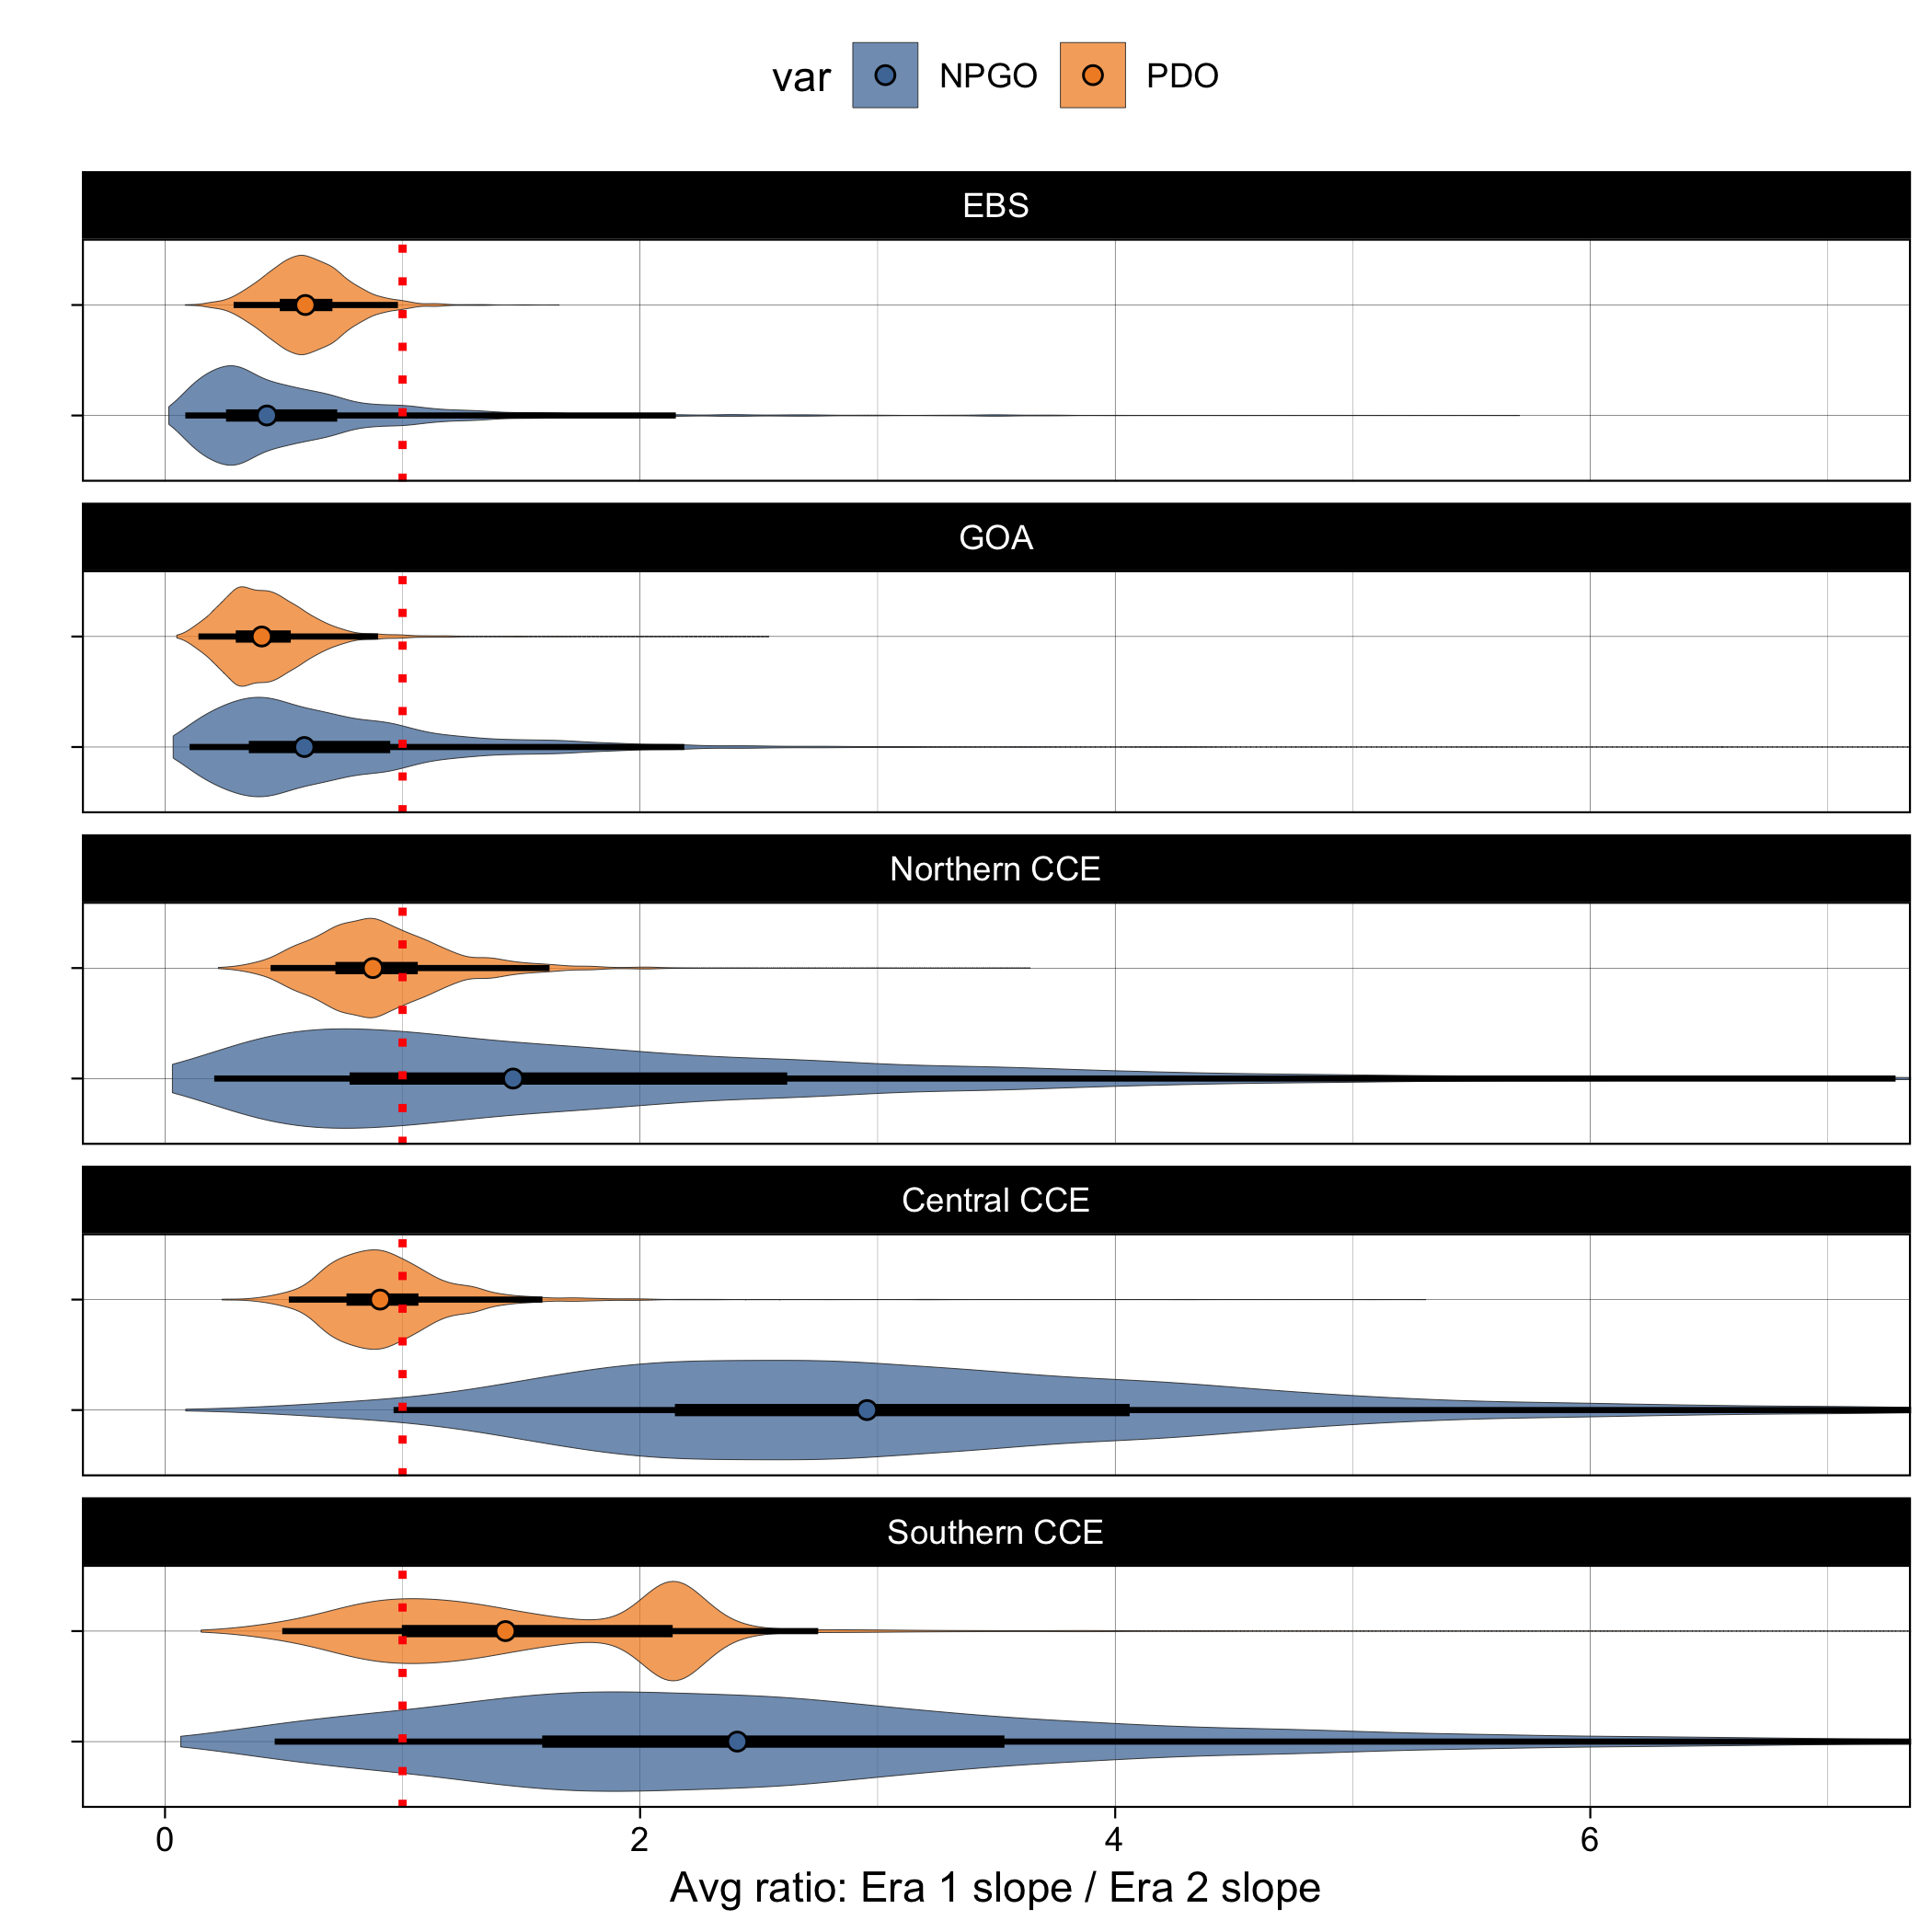 var NPGO PDO
EBS
GOA
Northern CCE
Central CCE
Southern CCE
0 2 4 6
Avg ratio: Era 1 slope / Era 2 slope